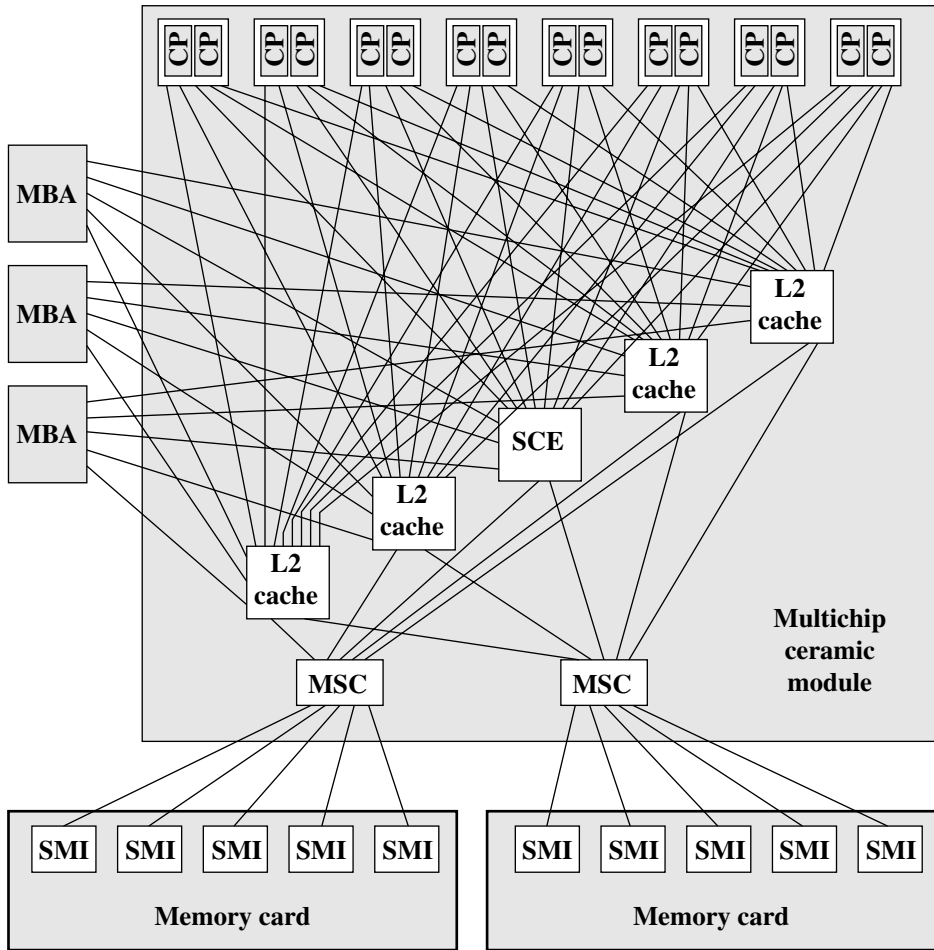 CP CP CP CP CP CP CP CP CP CP CP CP CP CP CP CP
MBA
MBA
MBA
L2
cache
L2
cache
SCE
L2
cache
L2
cache
Multichip
ceramic
module
MSC MSC
SMI SMI SMI SMI SMI SMI SMI SMI SMI SMI
Memory card Memory card